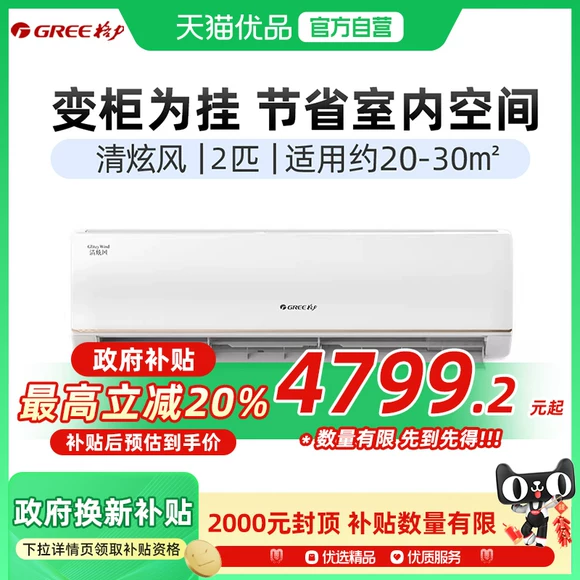 GREE格力 天猫优品 官方自营
变柜为挂 节省室内空间
清炫风 | 2匹 | 适用约20-30m²
清炫风
GREE格力
政府补贴
最高立减20%
补贴后预估到手价
4799.2 元起
*数量有限 先到先得!!!
政府换新补贴
下拉详情页领取补贴资格
2000元封顶 补贴数量有限
优选精品 优质服务